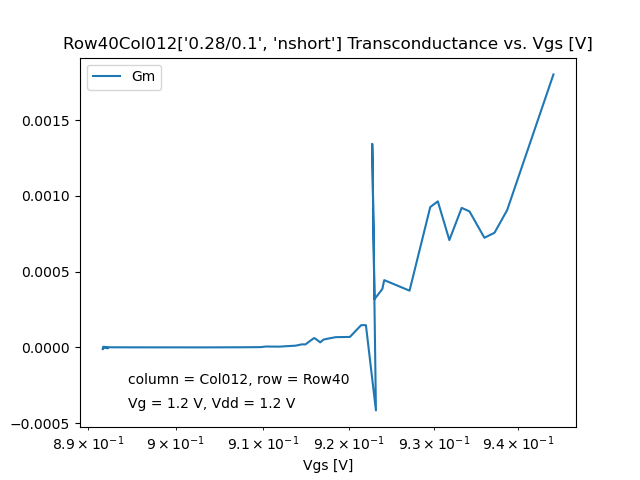 Row40Col012['0.28/0.1', 'nshort'] Transconductance vs. Vgs [V]
Gm
0.0015
0.0010
0.0005
0.0000
−0.0005
column = Col012, row = Row40
Vg = 1.2 V, Vdd = 1.2 V
8.9 × 10⁻¹ 9 × 10⁻¹ 9.1 × 10⁻¹ 9.2 × 10⁻¹ 9.3 × 10⁻¹ 9.4 × 10⁻¹
Vgs [V]